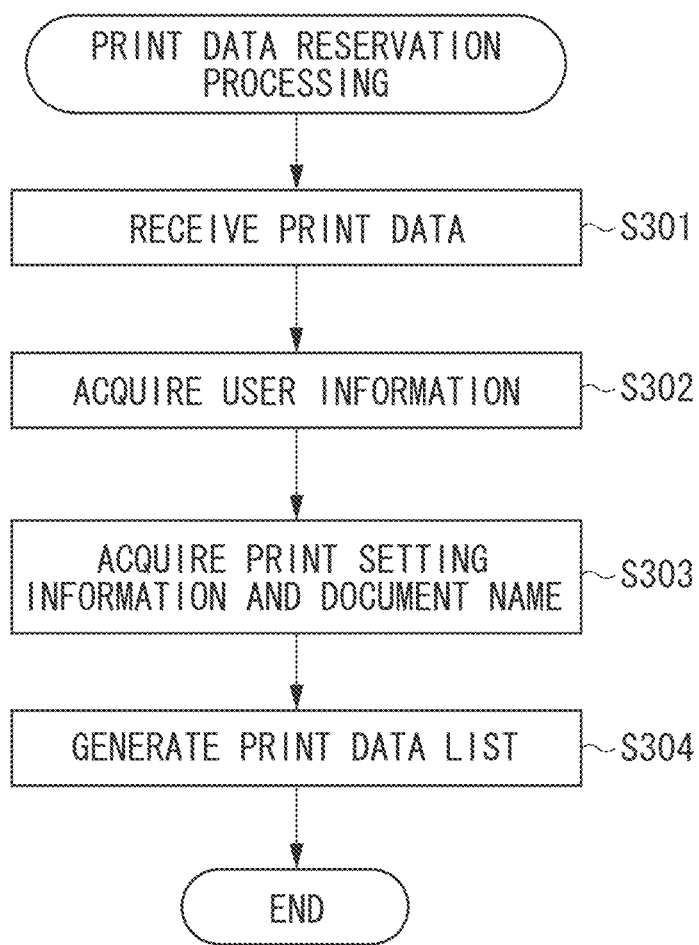 PRINT DATA RESERVATION
PROCESSING
RECEIVE PRINT DATA
S301
ACQUIRE USER INFORMATION
S302
ACQUIRE PRINT SETTING
INFORMATION AND DOCUMENT NAME
S303
GENERATE PRINT DATA LIST
S304
END